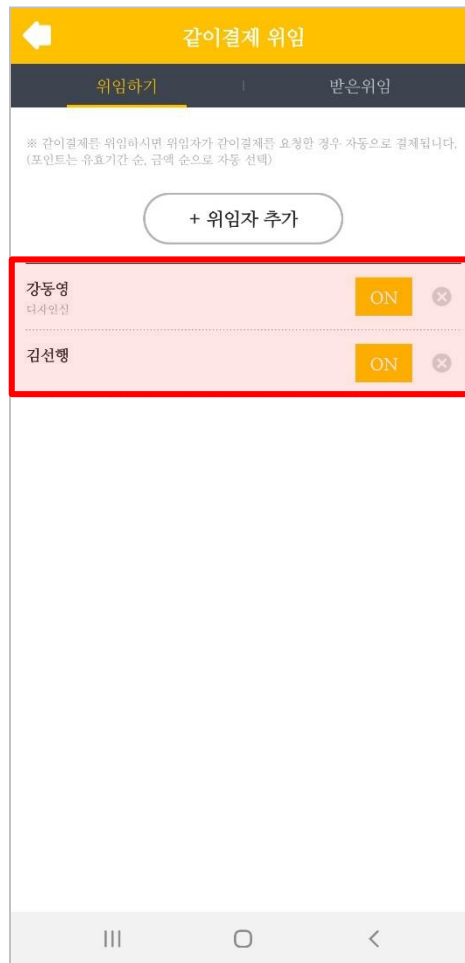 같이결제 위임
위임하기 | 받은위임
※ 같이결제를 위임하시면 위임자가 같이결제를 요청한 경우 자동으로 결제됩니다.
(포인트는 유효기간 순, 금액 순으로 자동 선택)
+ 위임자 추가
강동영 ON
디자인실
김선행 ON